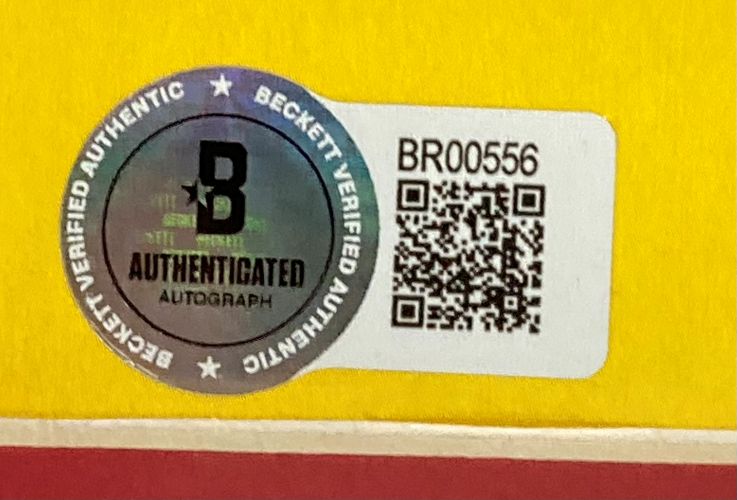 BECKETT VERIFIED AUTHENTIC
BECKETT VERIFIED AUTHENTIC
B
AUTHENTICATED
AUTOGRAPH
BR00556